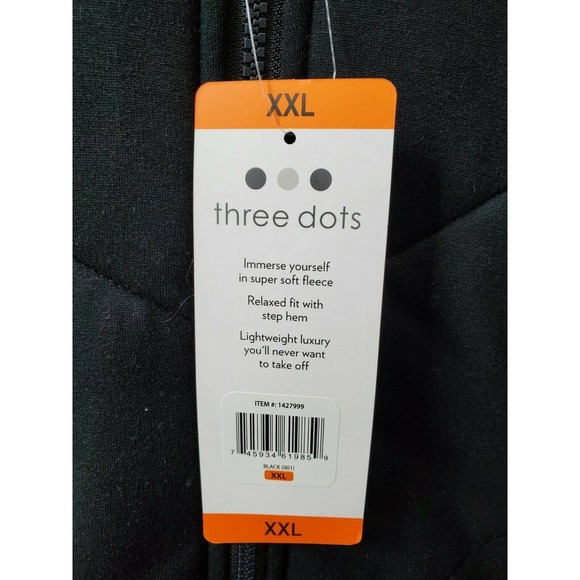 XXL
three dots
Immerse yourself
in super soft fleece
Relaxed fit with
step hem
Lightweight luxury
you'll never want
to take off
ITEM #: 1427999
7 45934 61985 9
BLACK (001)
XXL
XXL